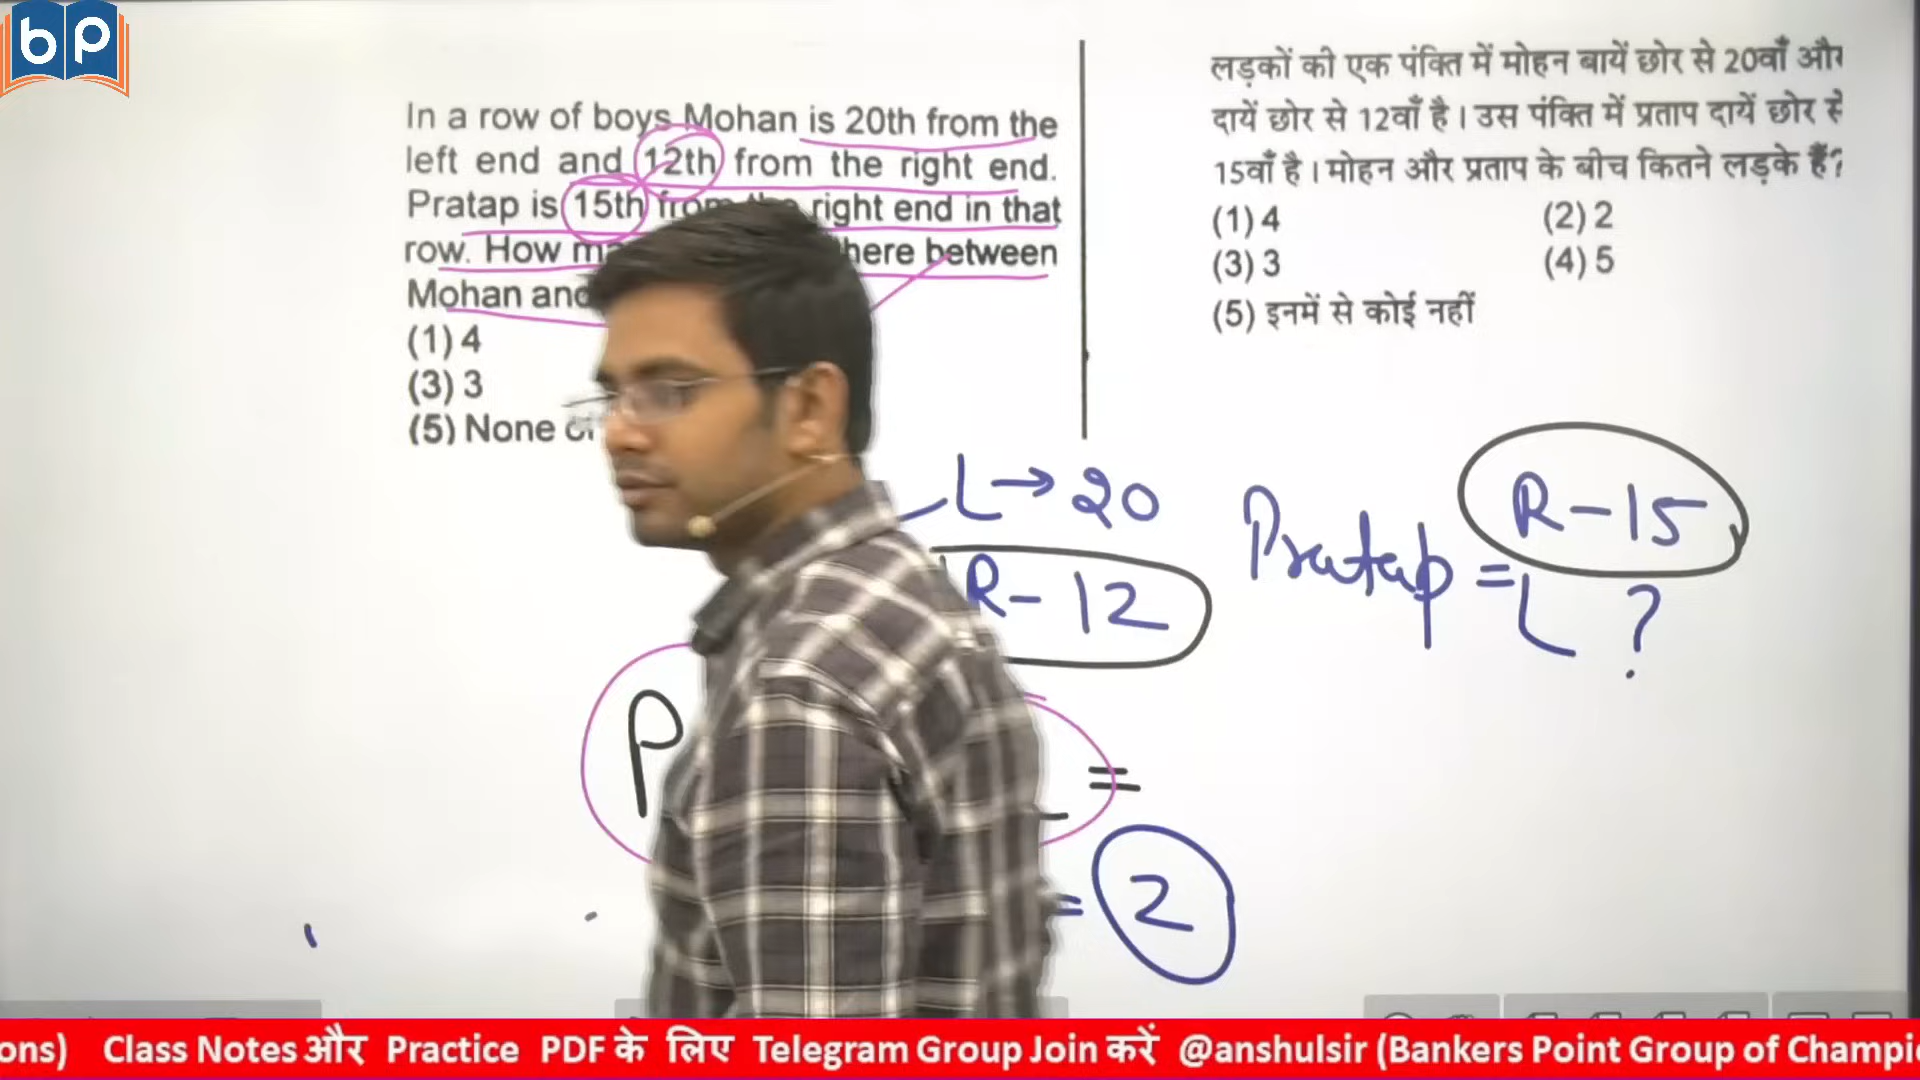 bp
In a row of boys Mohan is 20th from the
left end and 12th from the right end.
Pratap is 15th from the right end in that
row. How here between
Mohan and
(1) 4
(3) 3
(5) None
लड़कों की एक पंक्ति में मोहन बायें छोर से 20वाँ और
दायें छोर से 12वाँ है। उस पंक्ति में प्रताप दायें छोर से
15वाँ है। मोहन और प्रताप के बीच कितने लड़के हैं?
(1) 4 (2) 2
(3) 3 (4) 5
(5) इनमें से कोई नहीं
L → 20
R - 12
Pratap = R - 15
L ?
P =
= 2
ons) Class Notes और Practice PDF के लिए Telegram Group Join करें @anshulsir (Bankers Point Group of Champi